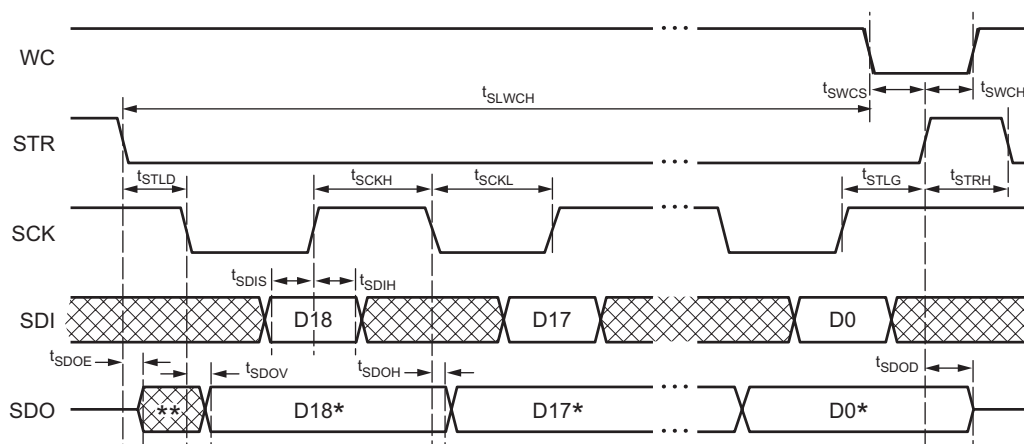 WC
t_SLWCH
t_SWCS
t_SWCH
STR
t_STLD
t_SCKH
t_SCKL
t_STLG
t_STRH
SCK
t_SDIS
t_SDIH
SDI
D18
D17
D0
t_SDOE
t_SDOV
t_SDOH
t_SDOD
SDO
**
D18*
D17*
D0*